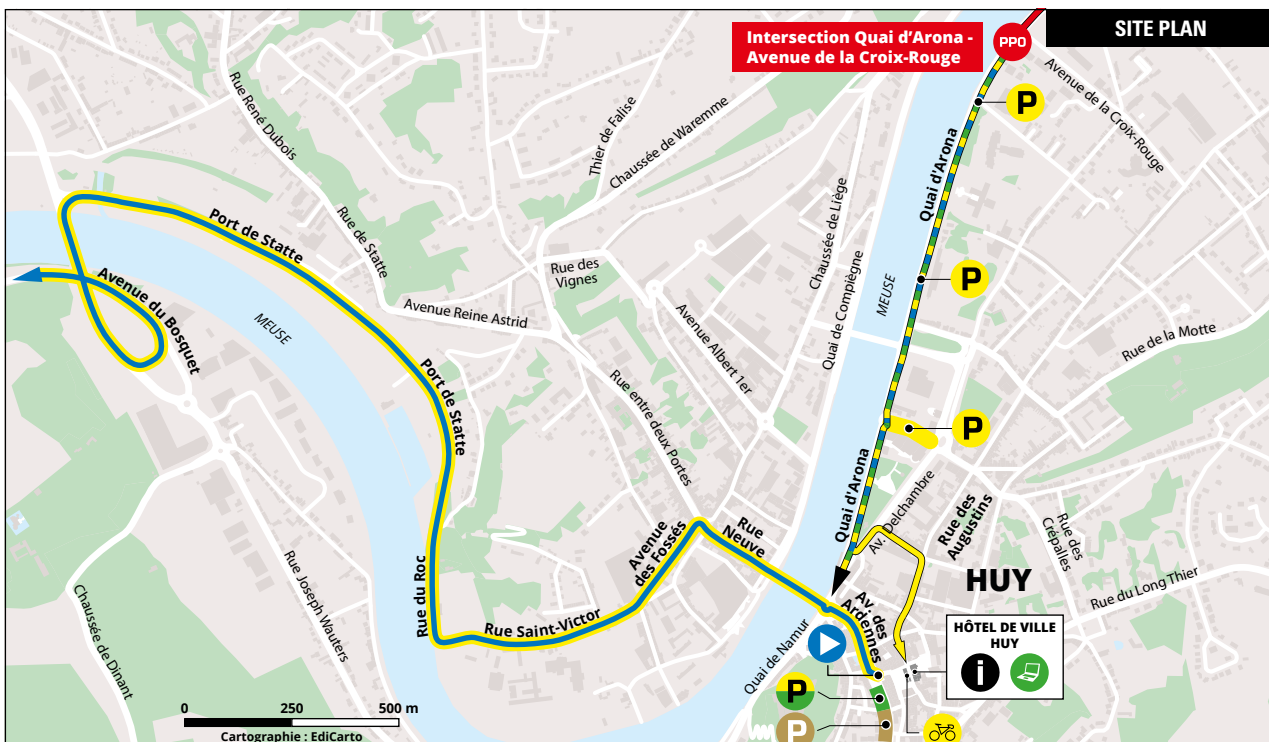 SITE PLAN
Intersection Quai d'Arona -
Avenue de la Croix-Rouge
PPO
Avenue de la Croix-Rouge
P
Quai d'Arona
Rue René Dubois
Thier de Falise
Chaussée de Waremme
Chaussée de Liège
Port de Statte
Rue de Statte
Rue des
Vignes
Quai de Compiègne
MEUSE
P
Avenue du Bosquet
MEUSE
Avenue Reine Astrid
Avenue Albert 1er
Rue de la Motte
Port de Statte
Rue entre deux Portes
P
Quai d'Arona
Av. Delchambre
Rue des
Augustins
Rue des
Crépalles
Avenue
des Fossés
Rue
Neuve
HUY
Rue du Long Thier
Rue du Roc
Rue Saint-Victor
Rue Joseph Wauters
Chaussée de Dinant
Av. des
Ardennes
Quai de Namur
HÔTEL DE VILLE
HUY
i
P
P
0 250 500 m
Cartographie : EdiCarto